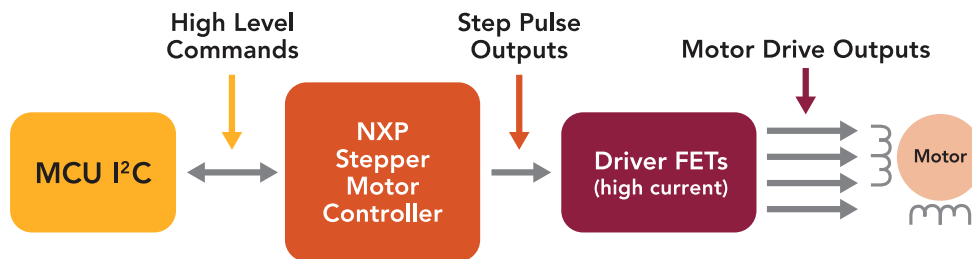 High Level
Commands
Step Pulse
Outputs
Motor Drive Outputs
MCU I²C
NXP
Stepper
Motor
Controller
Driver FETs
(high current)
Motor